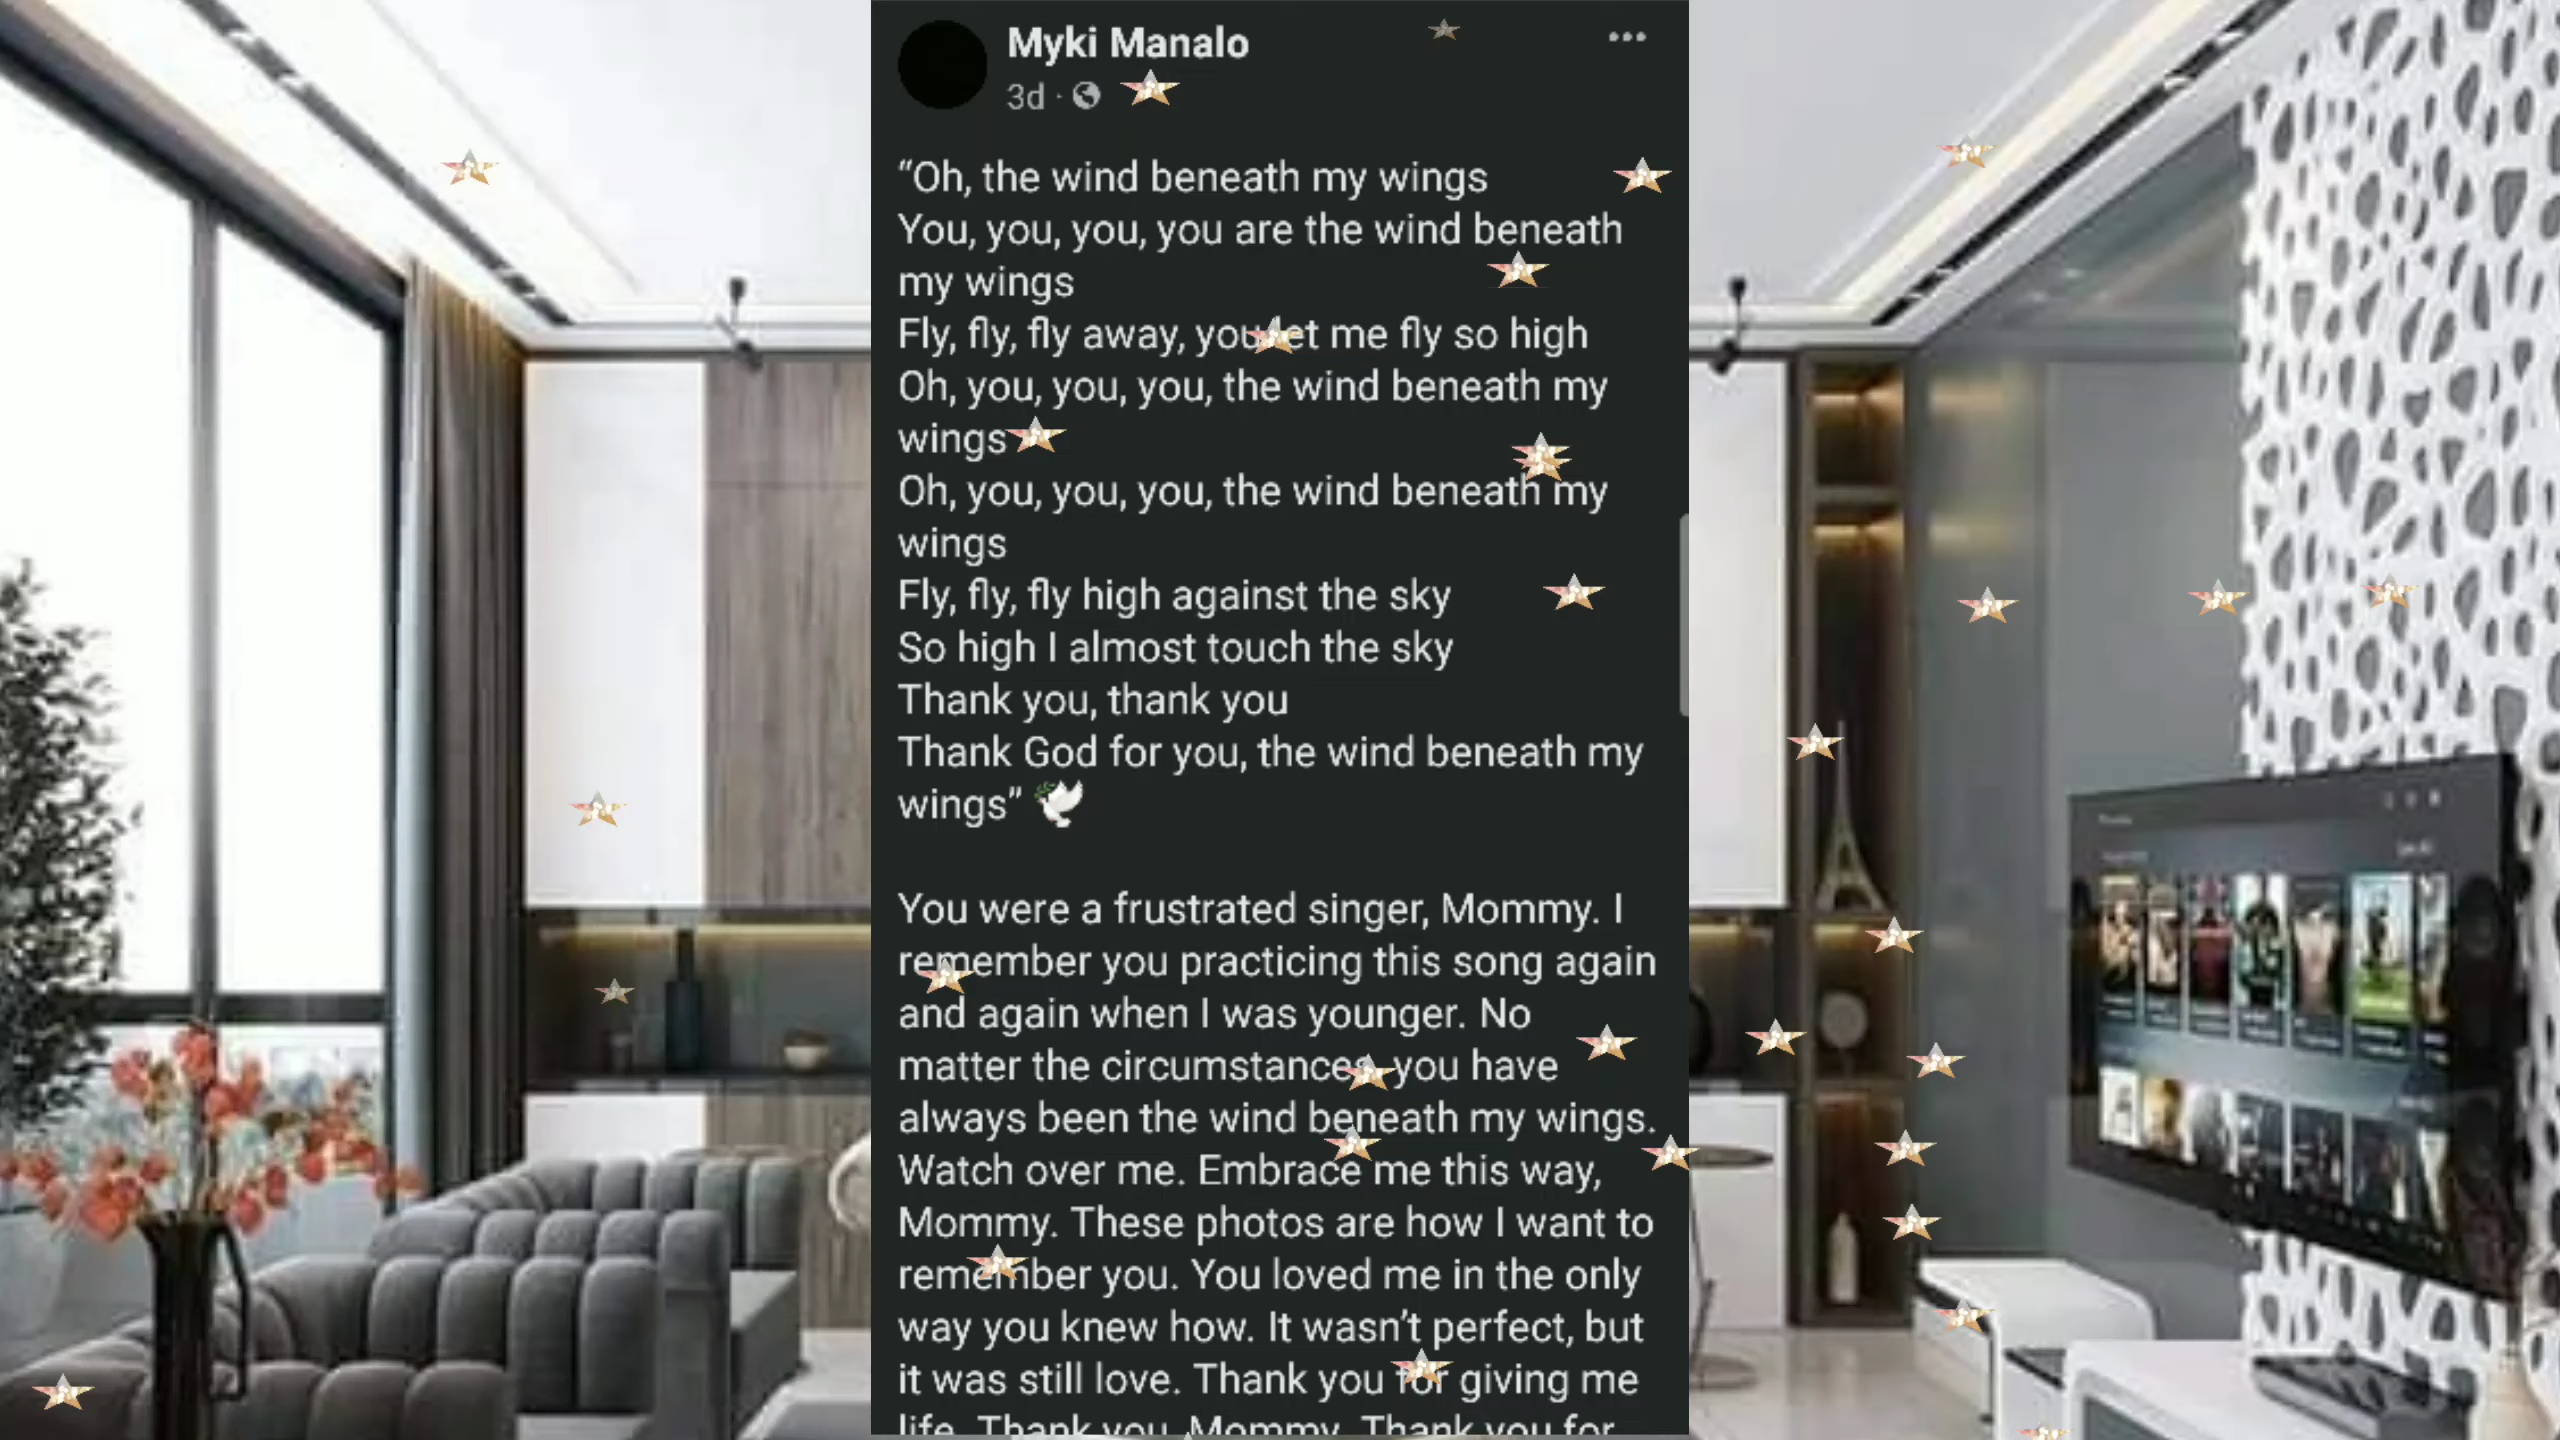 Myki Manalo
3d ·
“Oh, the wind beneath my wings
You, you, you, you are the wind beneath
my wings
Fly, fly, fly away, you let me fly so high
Oh, you, you, you, the wind beneath my
wings
Oh, you, you, you, the wind beneath my
wings
Fly, fly, fly high against the sky
So high I almost touch the sky
Thank you, thank you
Thank God for you, the wind beneath my
wings” 🕊️
You were a frustrated singer, Mommy. I
remember you practicing this song again
and again when I was younger. No
matter the circumstances, you have
always been the wind beneath my wings.
Watch over me. Embrace me this way,
Mommy. These photos are how I want to
remember you. You loved me in the only
way you knew how. It wasn’t perfect, but
it was still love. Thank you for giving me
life. Thank you, Mommy. Thank you for